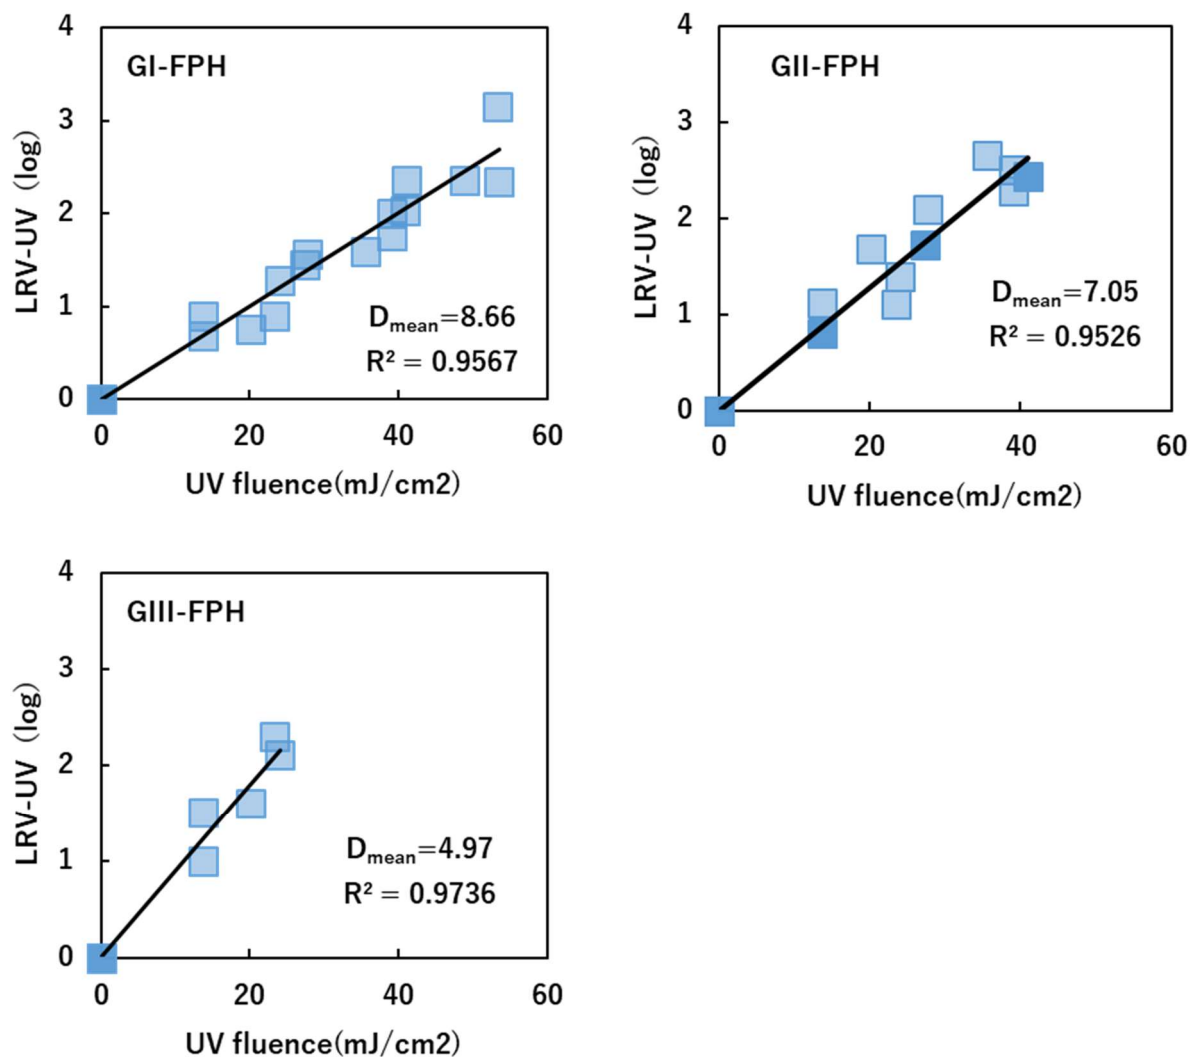 GI-FPH
4
3
2
1
0
LRV-UV (log)
D_mean=8.66
R² = 0.9567
0 20 40 60
UV fluence(mJ/cm2)
GII-FPH
4
3
2
1
0
LRV-UV (log)
D_mean=7.05
R² = 0.9526
0 20 40 60
UV fluence(mJ/cm2)
GIII-FPH
4
3
2
1
0
LRV-UV (log)
D_mean=4.97
R² = 0.9736
0 20 40 60
UV fluence(mJ/cm2)